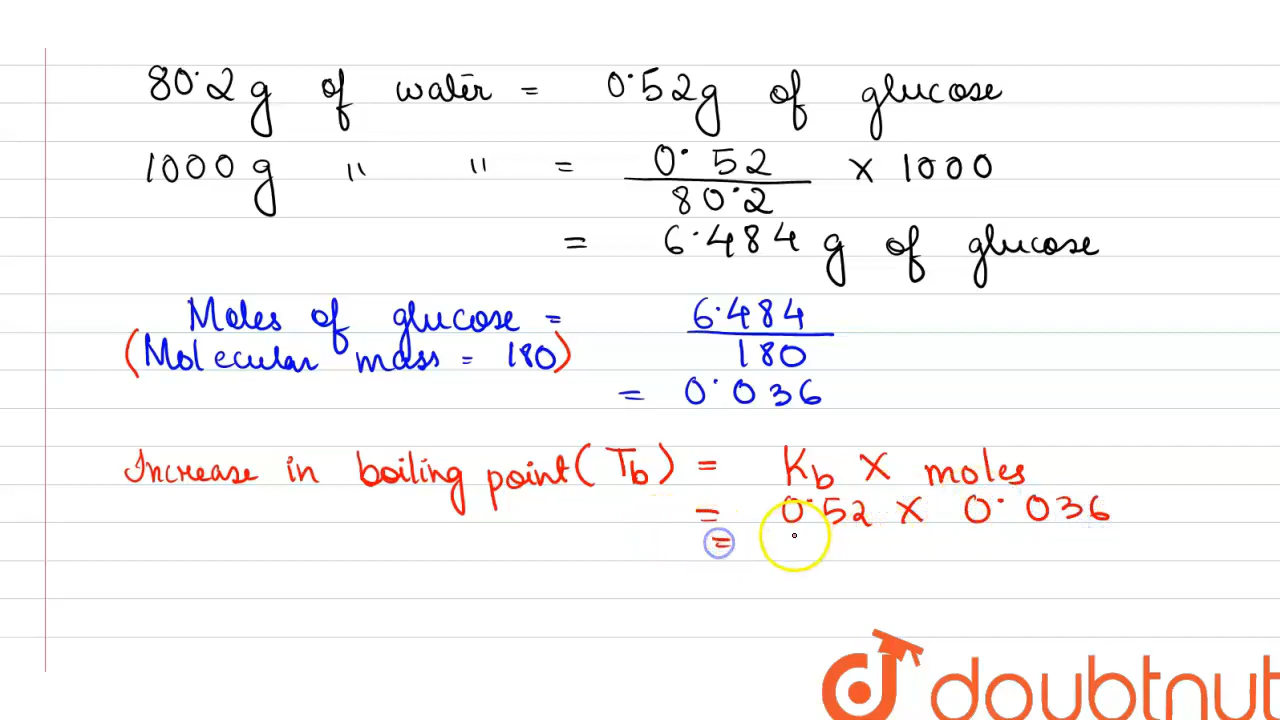 80.2 g of water = 0.52g of glucose
1000 g " " = 0.52 / 80.2 × 1000
= 6.484 g of glucose
Moles of glucose = 6.484 / 180
(Molecular mass = 180)
= 0.036
Increase in boiling point (Tb) = Kb × moles
= 0.52 × 0.036
=
doubtnut